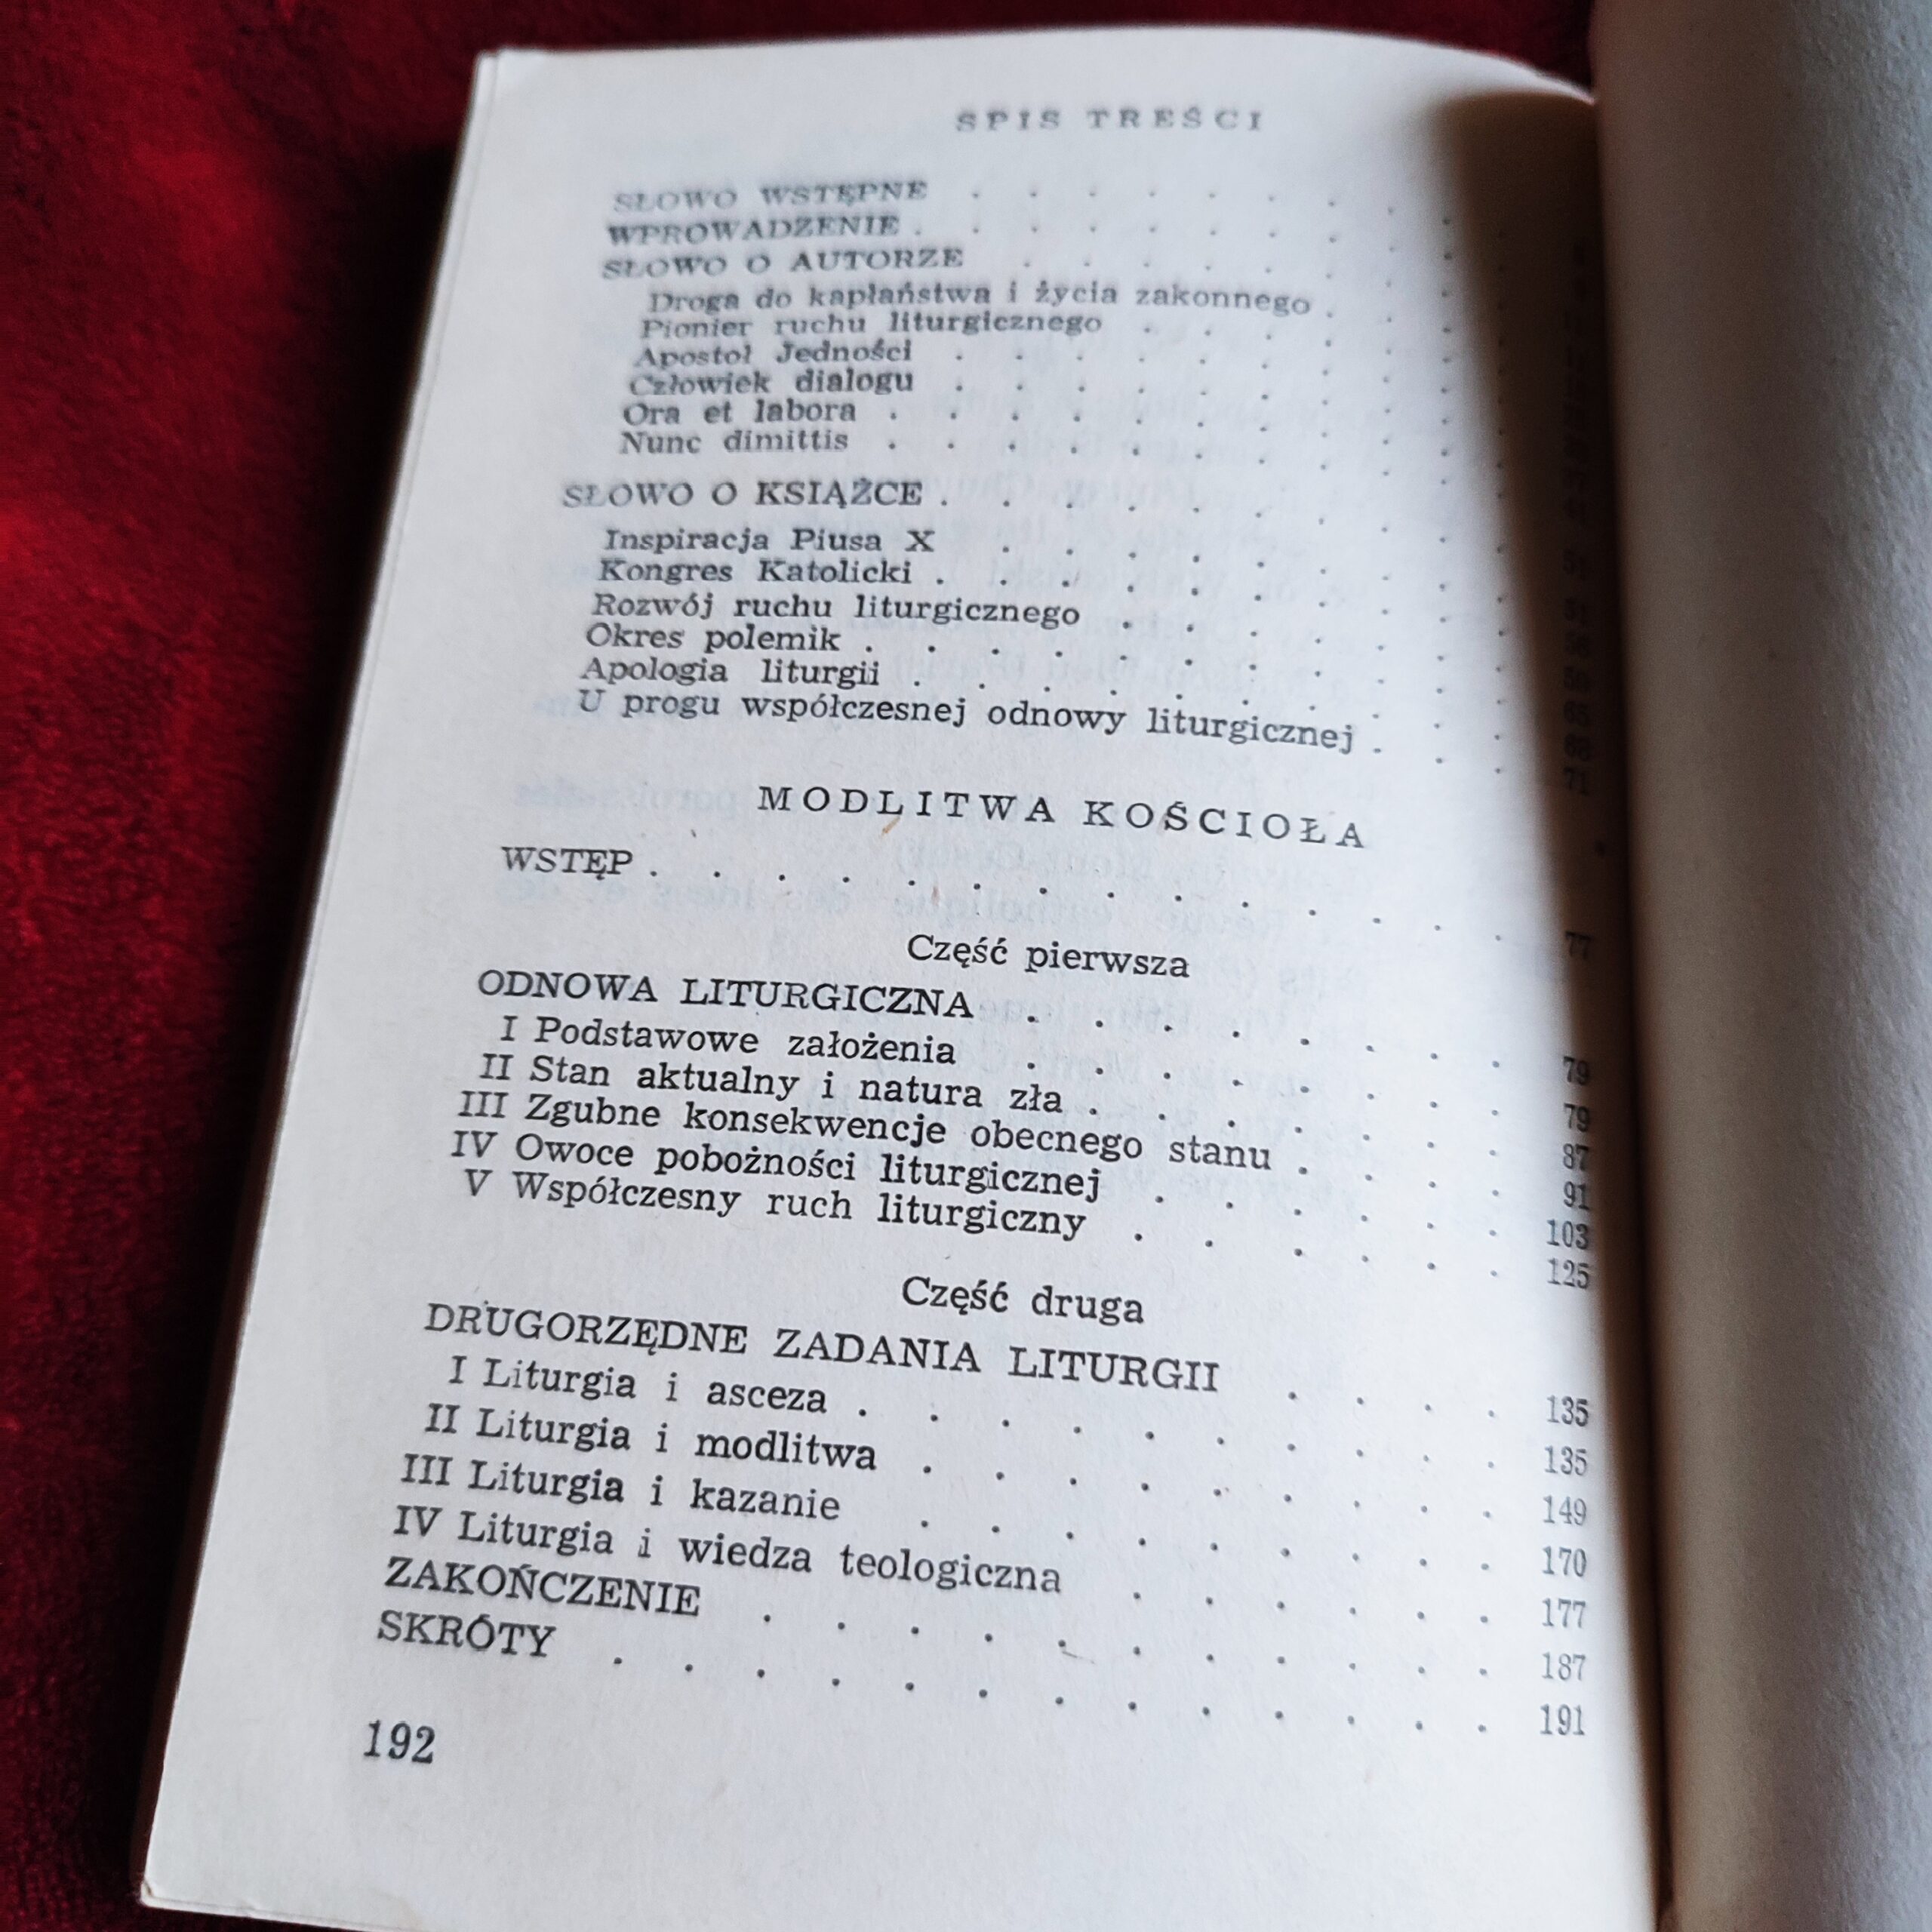 SPIS TREŚCI
SŁOWO WSTĘPNE . . . . . . . . .
WPROWADZENIE . . . . . . . . .
SŁOWO O AUTORZE . . . . . . . .
Droga do kapłaństwa i życia zakonnego . . .
Pionier ruchu liturgicznego . . . . . .
Apostoł Jedności . . . . . . . . .
Człowiek dialogu . . . . . . . . .
Ora et labora . . . . . . . . . .
Nunc dimittis . . . . . . . . . .
SŁOWO O KSIĄŻCE . . . . . . . . .
Inspiracja Piusa X . . . . . . . .
Kongres Katolicki . . . . . . . . .
Rozwój ruchu liturgicznego . . . . . .
Okres polemik . . . . . . . . . .
Apologia liturgii . . . . . . . . .
U progu współczesnej odnowy liturgicznej . . . 71
MODLITWA KOŚCIOŁA
WSTĘP . . . . . . . . . . . . . . 77
Część pierwsza
ODNOWA LITURGICZNA . . . . . . . . 79
I Podstawowe założenia . . . . . . . . 79
II Stan aktualny i natura zła . . . . . . . 87
III Zgubne konsekwencje obecnego stanu . . . . 91
IV Owoce pobożności liturgicznej . . . . . . 103
V Współczesny ruch liturgiczny . . . . . . 125
Część druga
DRUGORZĘDNE ZADANIA LITURGII . . . . 135
I Liturgia i asceza . . . . . . . . . . 135
II Liturgia i modlitwa . . . . . . . . . 149
III Liturgia i kazanie . . . . . . . . . 170
IV Liturgia i wiedza teologiczna . . . . . . 177
ZAKOŃCZENIE . . . . . . . . . . . 187
SKRÓTY . . . . . . . . . . . . . 191
192